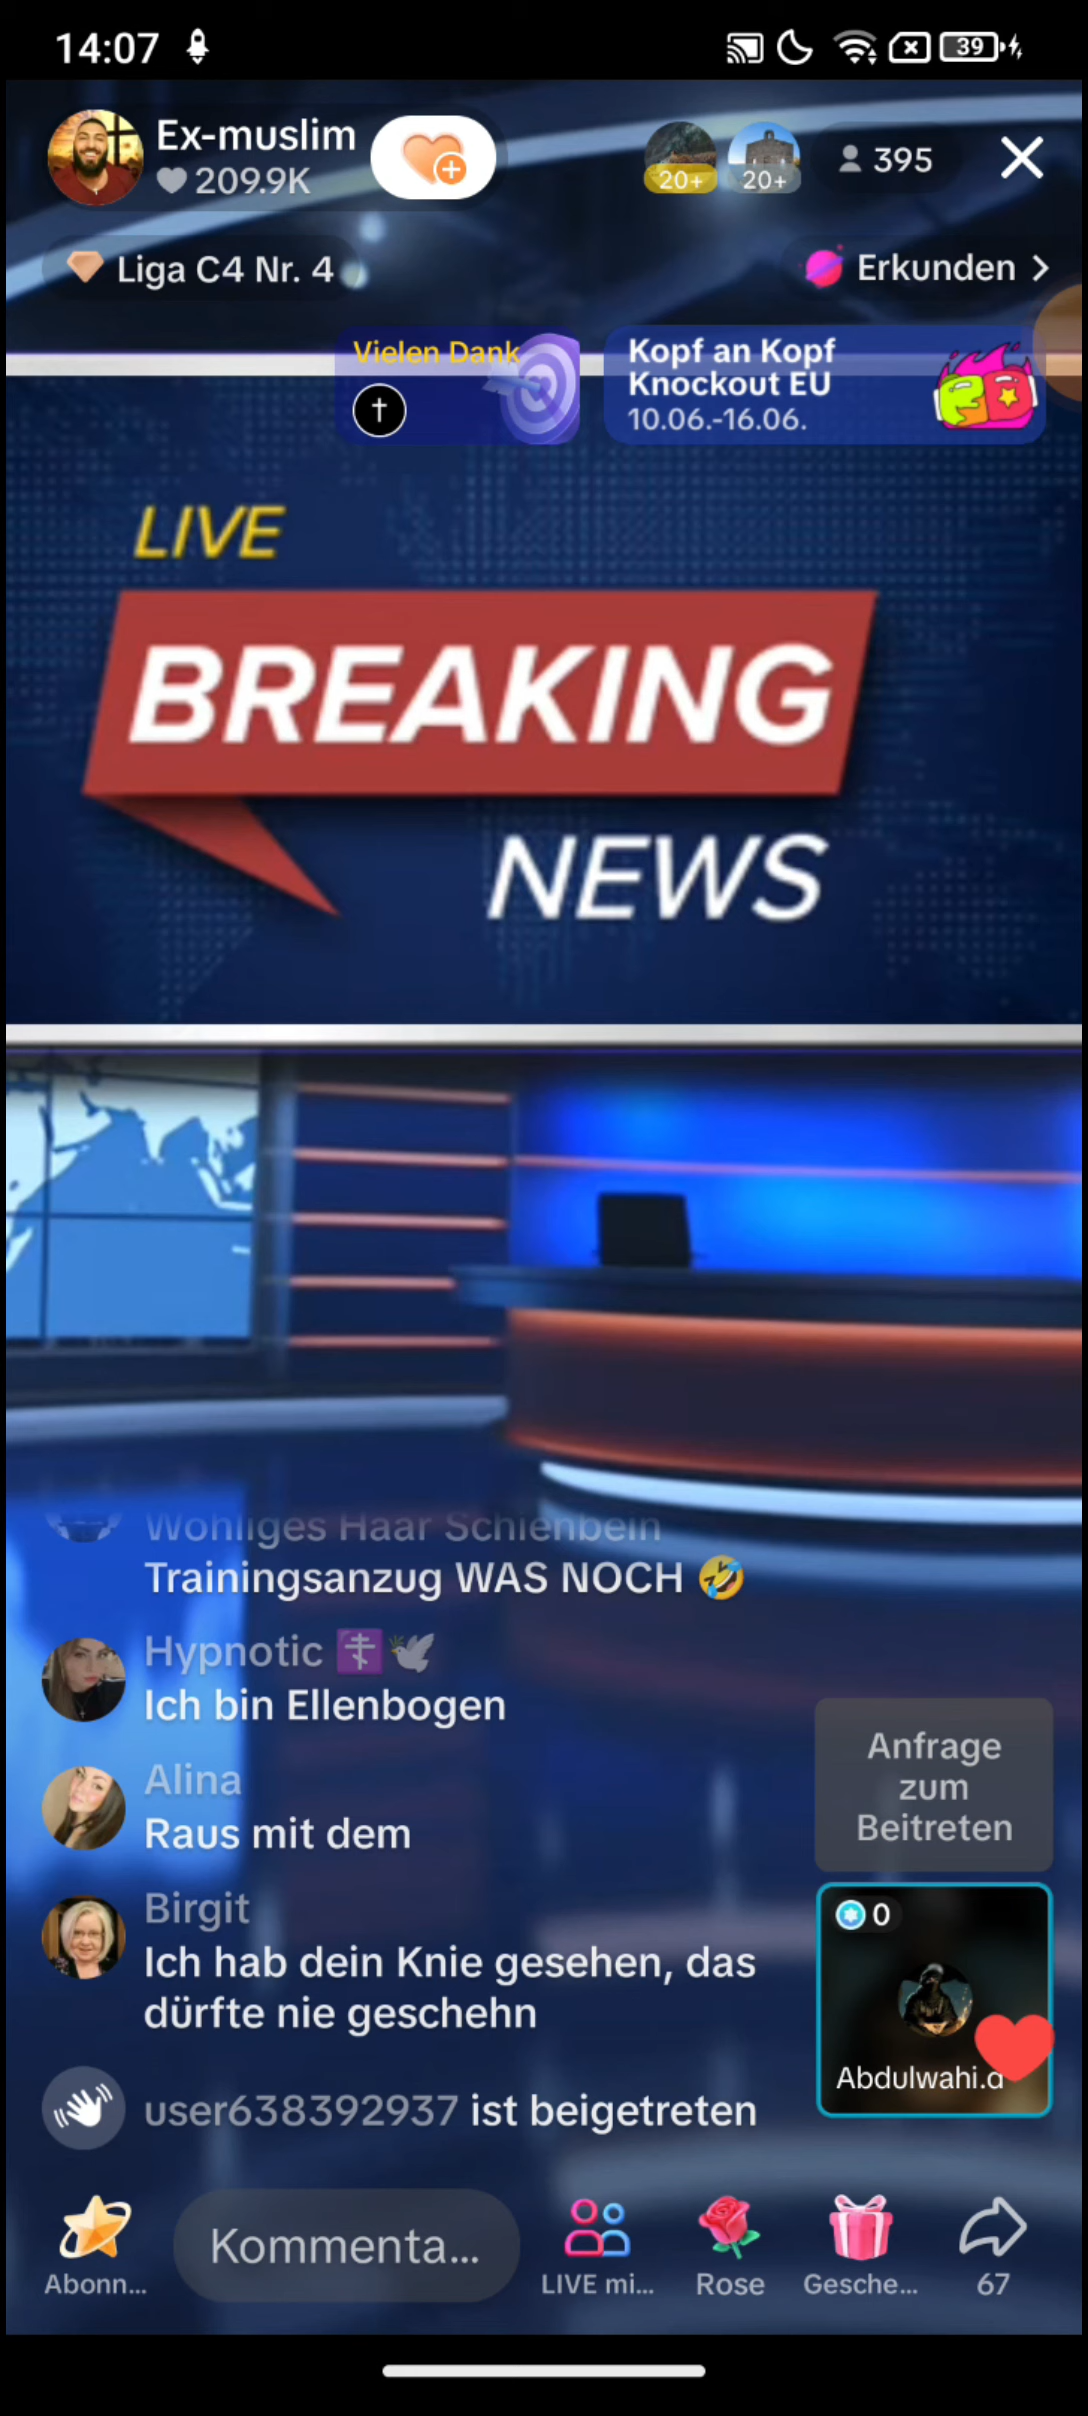 14:07
39
Ex-muslim
209.9K
20+
20+
395
Liga C4 Nr. 4
Erkunden >
Vielen Dank
Kopf an Kopf
Knockout EU
10.06.-16.06.
LIVE
BREAKING
NEWS
Wohliges Haar Schienbein
Trainingsanzug WAS NOCH 🤣
Hypnotic ☦️🕊️
Ich bin Ellenbogen
Alina
Raus mit dem
Birgit
Ich hab dein Knie gesehen, das
dürfte nie geschehn
user638392937 ist beigetreten
Anfrage
zum
Beitreten
0
Abdulwahi.a
Abonn...
Kommenta...
LIVE mi...
Rose
Gesche...
67